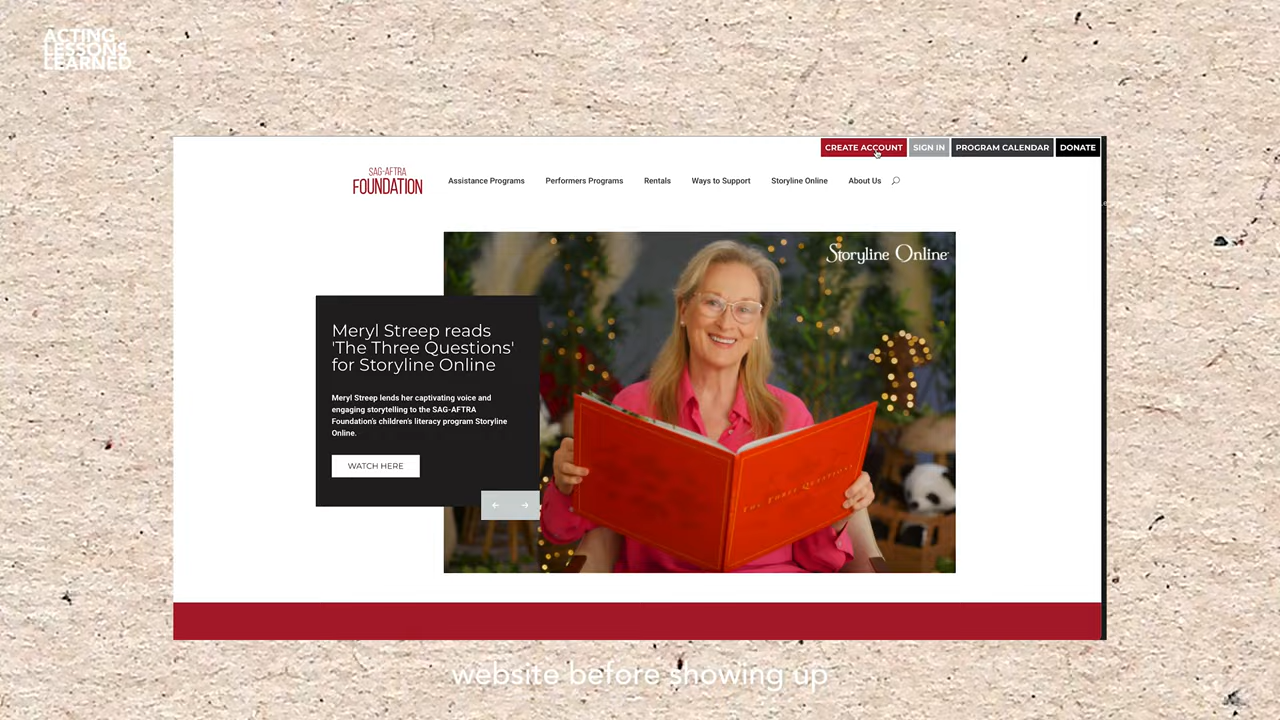 ACTING
LESSONS
LEARNED
CREATE ACCOUNT
SIGN IN
PROGRAM CALENDAR
DONATE
SAG-AFTRA
FOUNDATION
Assistance Programs
Performers Programs
Rentals
Ways to Support
Storyline Online
About Us
Storyline Online
Meryl Streep reads
'The Three Questions'
for Storyline Online
Meryl Streep lends her captivating voice and
engaging storytelling to the SAG-AFTRA
Foundation's children's literacy program Storyline
Online.
WATCH HERE
THE THREE QUESTIONS
website before showing up